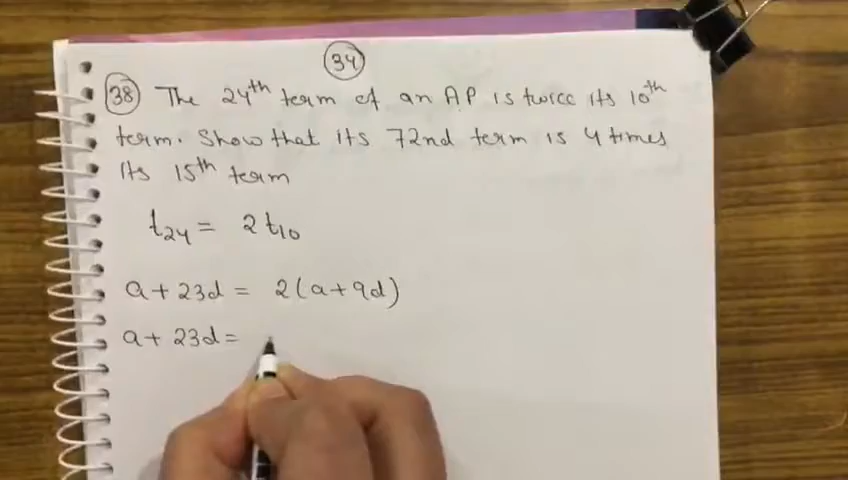 34
38 The 24th term of an AP is twice its 10th
term. Show that its 72nd term is 4 times
its 15th term
t24 = 2 t10
a + 23d = 2(a + 9d)
a + 23d =